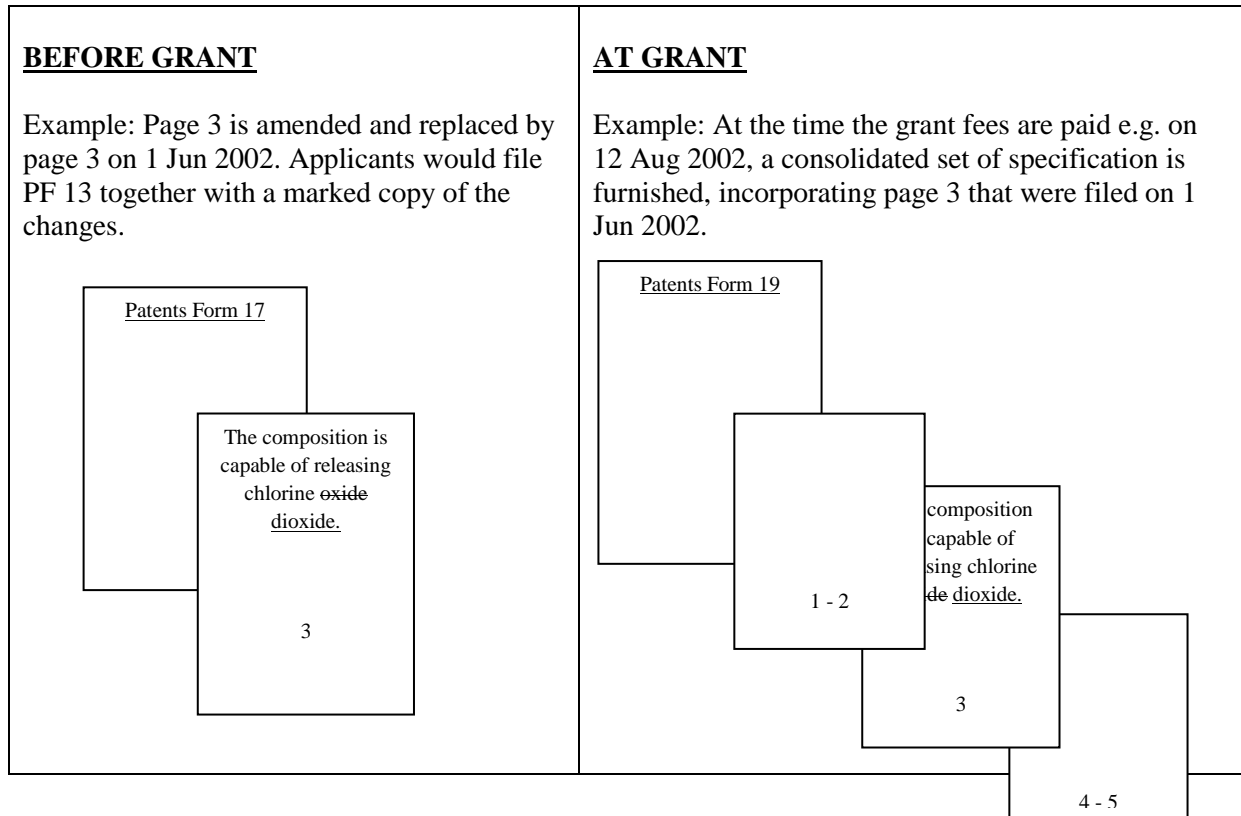 BEFORE GRANT
Example: Page 3 is amended and replaced by
page 3 on 1 Jun 2002. Applicants would file
PF 13 together with a marked copy of the
changes.
Patents Form 17
The composition is
capable of releasing
chlorine oxide
dioxide.
3
AT GRANT
Example: At the time the grant fees are paid e.g. on
12 Aug 2002, a consolidated set of specification is
furnished, incorporating page 3 that were filed on 1
Jun 2002.
Patents Form 19
1 - 2
composition
capable of
sing chlorine
de dioxide.
3
4 - 5